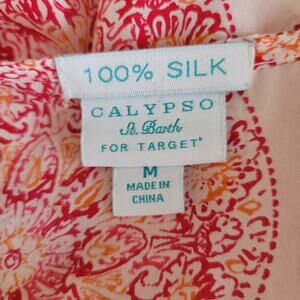 100% SILK
CALYPSO
St. Barth
FOR TARGET®
M
MADE IN
CHINA